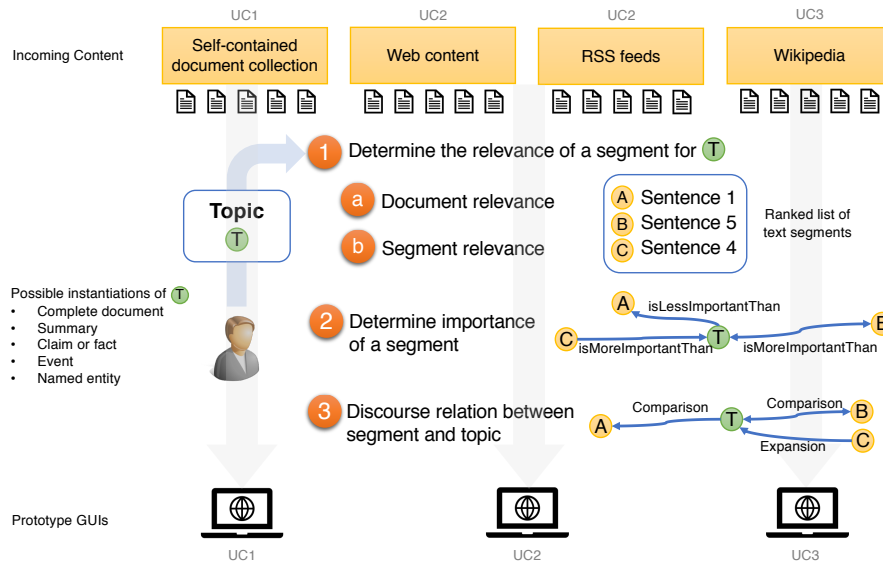 UC1
UC2
UC2
UC3
Incoming Content
Self-contained
document collection
Web content
RSS feeds
Wikipedia
1 Determine the relevance of a segment for T
Topic
T
a Document relevance
b Segment relevance
A Sentence 1
B Sentence 5
C Sentence 4
Ranked list of
text segments
Possible instantiations of T
• Complete document
• Summary
• Claim or fact
• Event
• Named entity
2 Determine importance
of a segment
A
isLessImportantThan
C
T
B
isMoreImportantThan
isMoreImportantThan
3 Discourse relation between
segment and topic
A
Comparison
T
Comparison
B
Expansion
C
Prototype GUIs
UC1
UC2
UC3